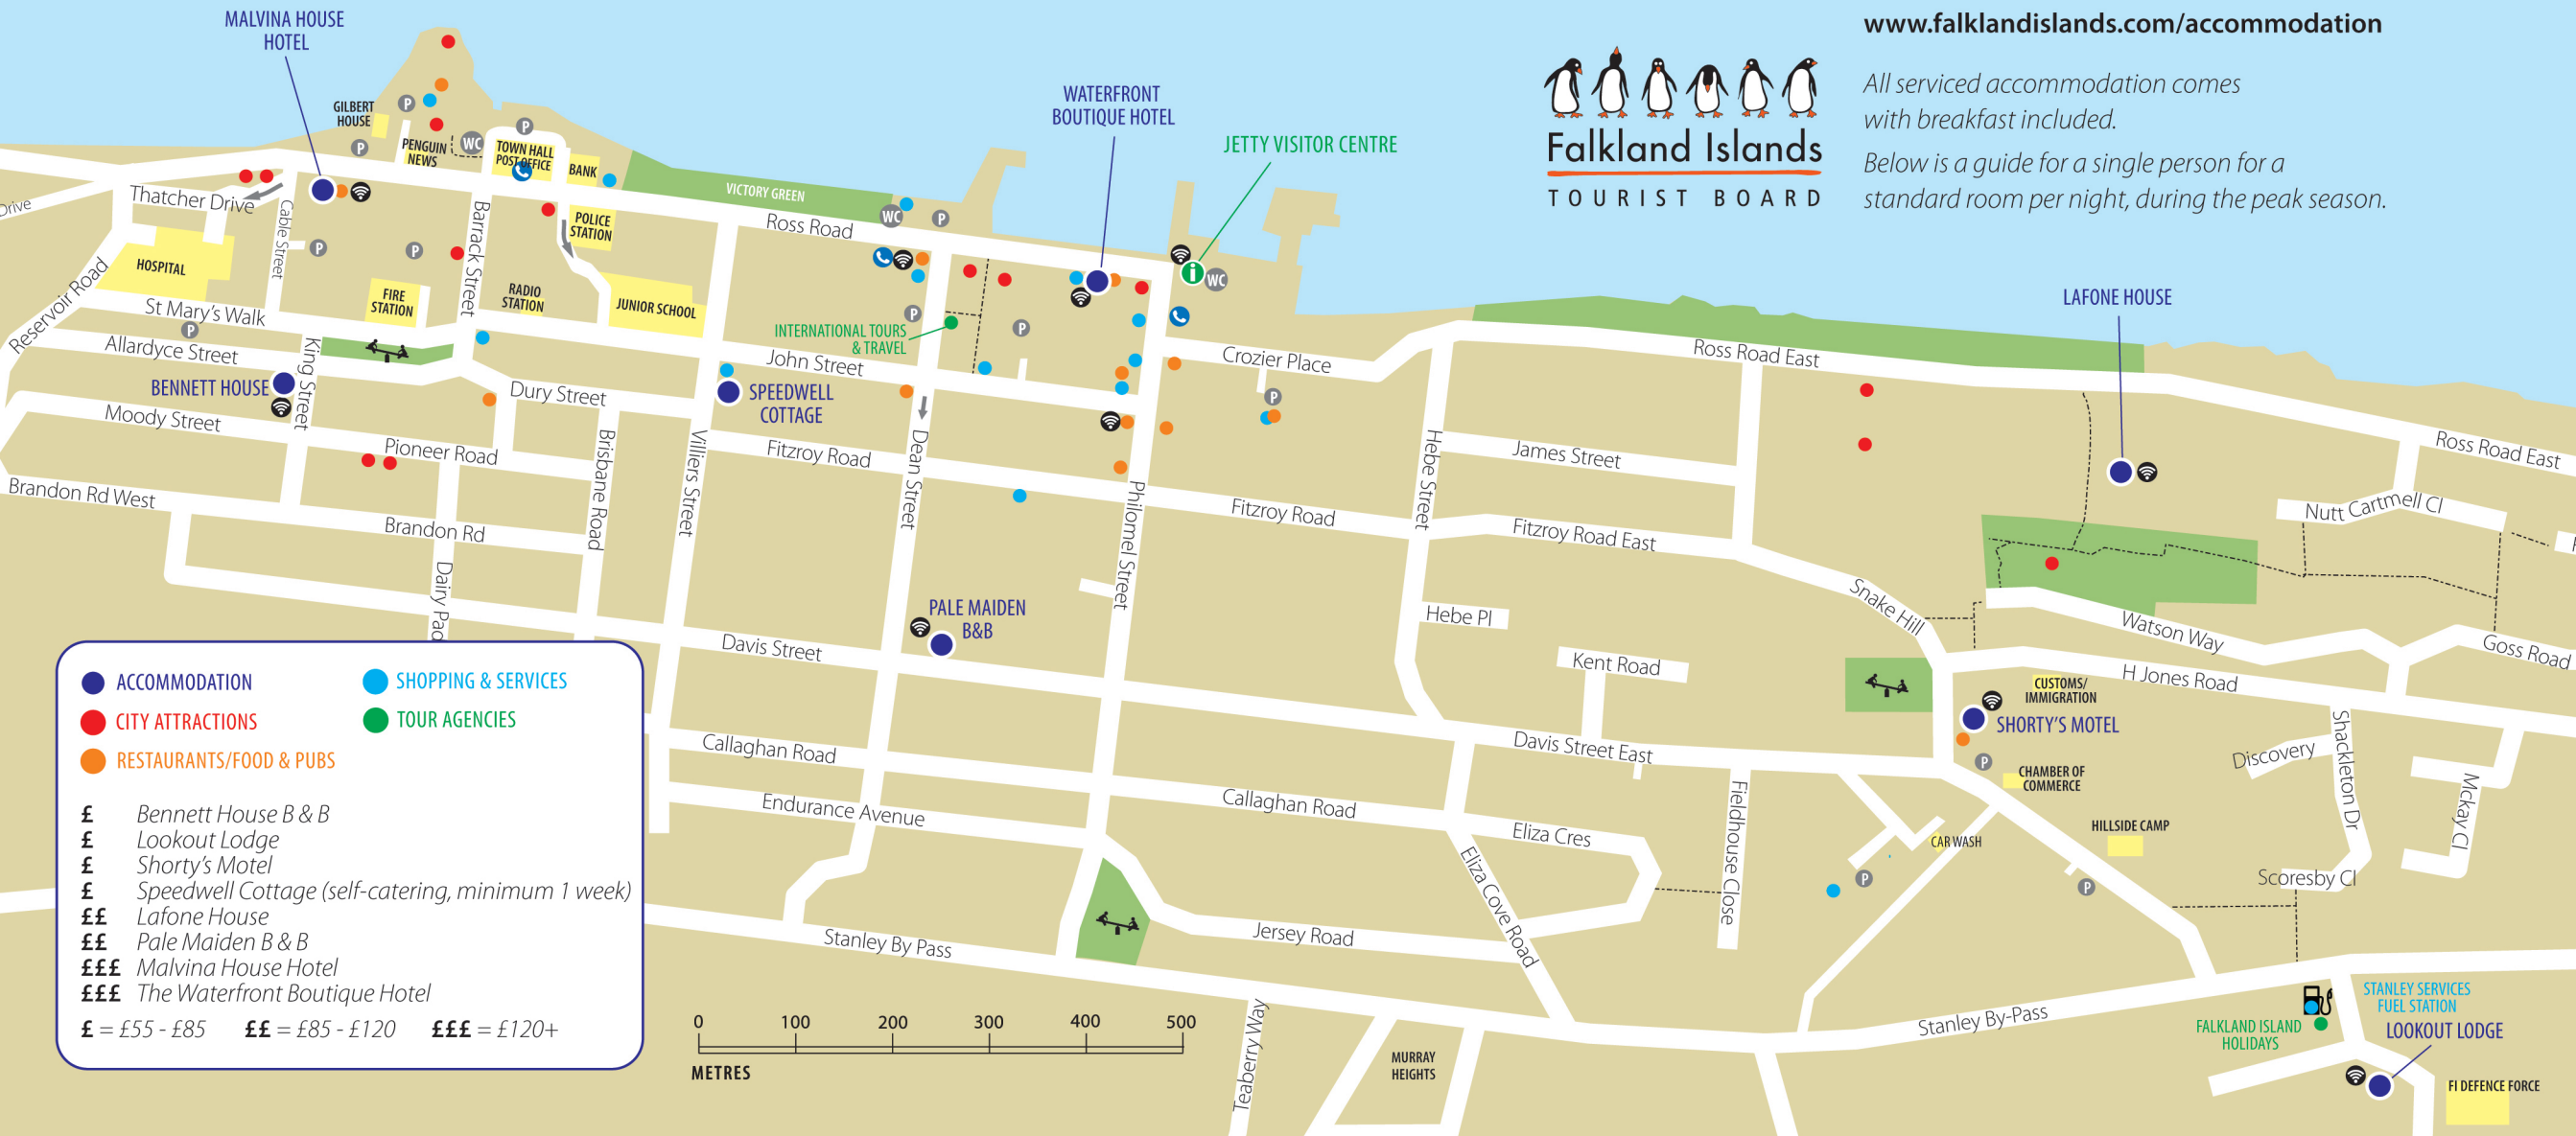 MALVINA HOUSE
HOTEL
www.falklandislands.com/accommodation
All serviced accommodation comes
with breakfast included.
Below is a guide for a single person for a
standard room per night, during the peak season.
Falkland Islands
TOURIST BOARD
WATERFRONT
BOUTIQUE HOTEL
JETTY VISITOR CENTRE
GILBERT
HOUSE
P
P
PENGUIN
NEWS
WC
P
TOWN HALL
POST OFFICE
BANK
VICTORY GREEN
Drive
Thatcher Drive
Cable Street
Barrack Street
POLICE
STATION
Ross Road
WC
P
i
WC
HOSPITAL
P
P
FIRE
STATION
RADIO
STATION
JUNIOR SCHOOL
Reservoir Road
St Mary's Walk
P
Allardyce Street
King Street
P
INTERNATIONAL TOURS
& TRAVEL
P
John Street
Crozier Place
Ross Road East
LAFONE HOUSE
BENNETT HOUSE
Moody Street
Dury Street
SPEEDWELL
COTTAGE
P
Pioneer Road
Brisbane Road
Villiers Street
Fitzroy Road
Dean Street
Hebe Street
James Street
Ross Road East
Brandon Rd West
Brandon Rd
Philomel Street
Fitzroy Road
Fitzroy Road East
Nutt Cartmell Cl
Dairy Pad
Davis Street
PALE MAIDEN
B&B
Hebe Pl
Kent Road
Snake Hill
Watson Way
Goss Road
H Jones Road
CUSTOMS/
IMMIGRATION
SHORTY'S MOTEL
P
CHAMBER OF
COMMERCE
Discovery
Shackleton Dr
Mckay Cl
Callaghan Road
Endurance Avenue
Callaghan Road
Davis Street East
Eliza Cres
Fieldhouse Close
Eliza Cove Road
CAR WASH
P
HILLSIDE CAMP
P
Scoresby Cl
Stanley By Pass
Jersey Road
Stanley By-Pass
Teaberry Way
MURRAY
HEIGHTS
STANLEY SERVICES
FUEL STATION
FALKLAND ISLAND
HOLIDAYS
LOOKOUT LODGE
FI DEFENCE FORCE
ACCOMMODATION
SHOPPING & SERVICES
CITY ATTRACTIONS
TOUR AGENCIES
RESTAURANTS/FOOD & PUBS
£ Bennett House B & B
£ Lookout Lodge
£ Shorty's Motel
£ Speedwell Cottage (self-catering, minimum 1 week)
££ Lafone House
££ Pale Maiden B & B
£££ Malvina House Hotel
£££ The Waterfront Boutique Hotel
£ = £55 - £85 ££ = £85 - £120 £££ = £120+
0 100 200 300 400 500
METRES